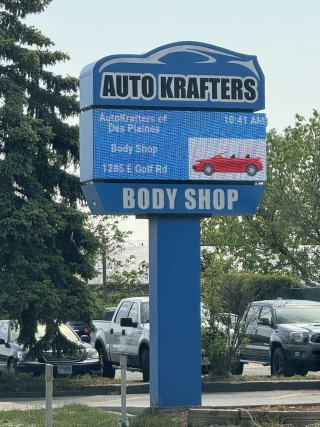 AUTO KRAFTERS
AutoKrafters of 10:41 AM
Des Plaines
Body Shop
1285 E Golf Rd
BODY SHOP